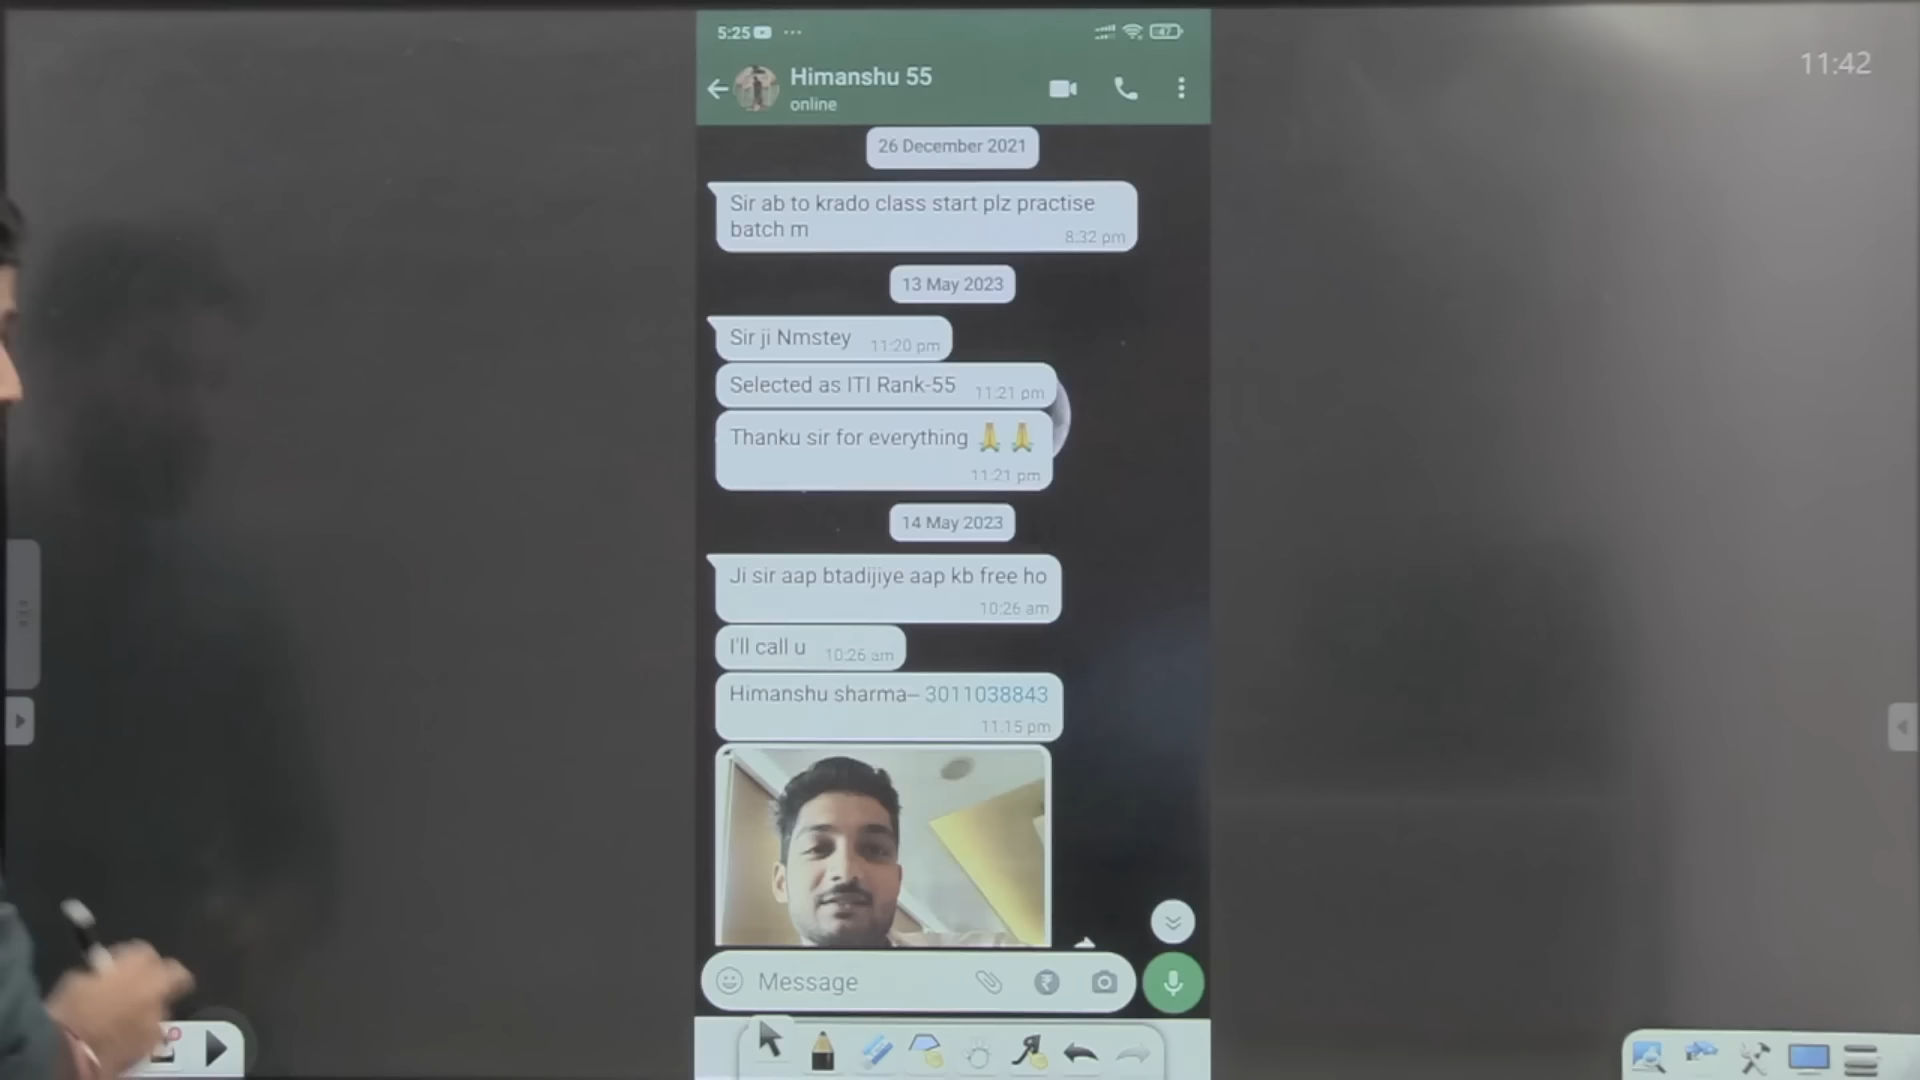 5:25
47
11:42
Himanshu 55
online
26 December 2021
Sir ab to krado class start plz practise
batch m
8:32 pm
13 May 2023
Sir ji Nmstey 11:20 pm
Selected as ITI Rank-55 11:21 pm
Thanku sir for everything 🙏 🙏
11:21 pm
14 May 2023
Ji sir aap btadijiye aap kb free ho
10:26 am
I'll call u 10:26 am
Himanshu sharma– 3011038843
11:15 pm
Message